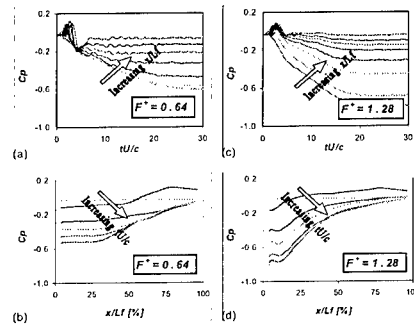 0.2
-0.2
Cp
-0.6
-1.0
0 10 20 30
tU/c
Increasing x/Lf
F+ = 0.64
(a)
0.2
-0.2
Cp
-0.6
-1.0
0 10 20 30
tU/c
Increasing x/Lf
F+ = 1.28
(c)
0.2
-0.2
Cp
-0.6
-1.0
0 25 50 75 100
x/Lf [%]
Increasing tU/c
F+ = 0.64
(b)
0.2
-0.2
Cp
-0.6
-1.0
0 25 50 75 100
x/Lf [%]
Increasing tU/c
F+ = 1.28
(d)